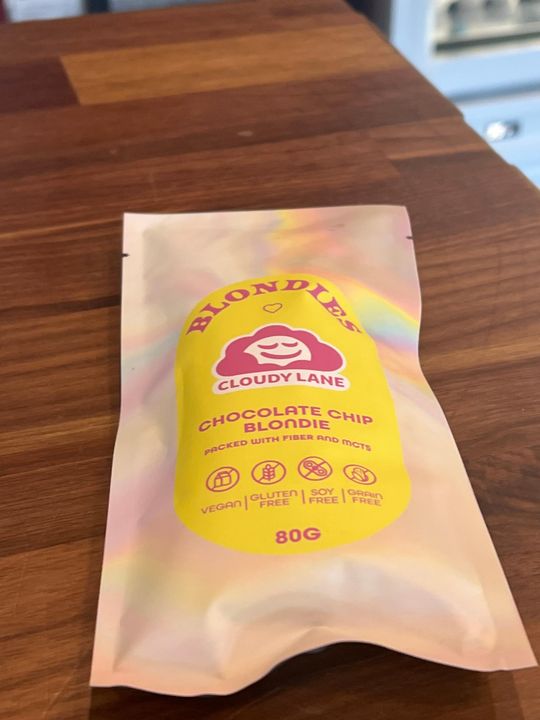 BLONDIES
CLOUDY LANE
CHOCOLATE CHIP
BLONDIE
PACKED WITH FIBER AND MCTS
VEGAN | GLUTEN FREE | SOY FREE | GRAIN FREE
80G